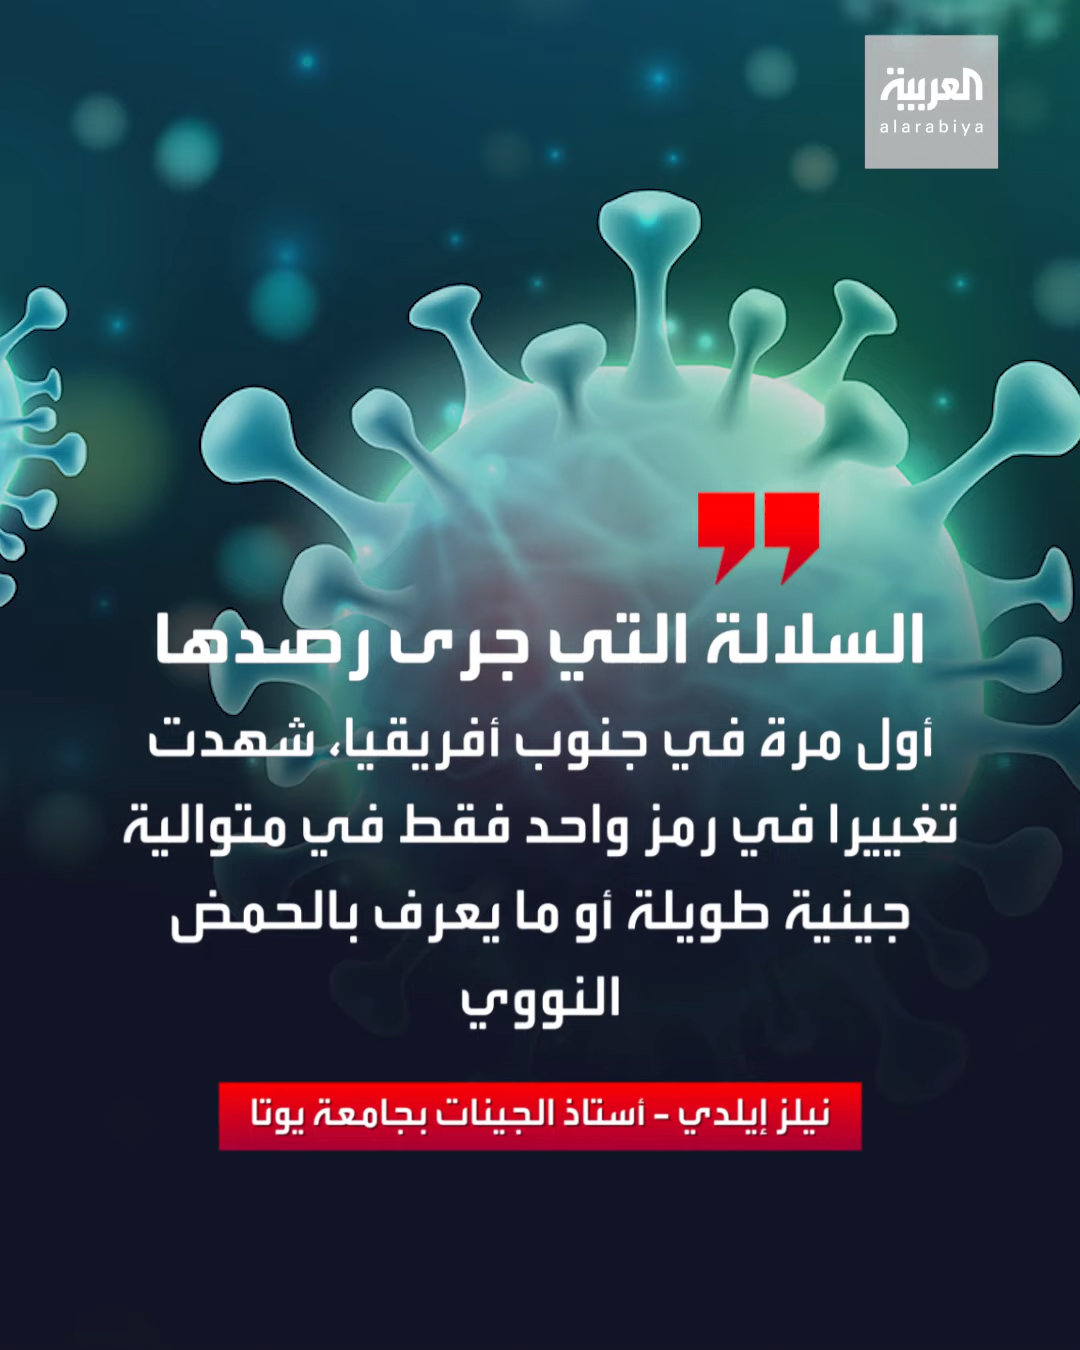 العربية
alarabiya
السلالة التي جرى رصدها
أول مرة في جنوب أفريقيا، شهدت
تغييرا في رمز واحد فقط في متوالية
جينية طويلة أو ما يعرف بالحمض
النووي
نيلز إيلدي - أستاذ الجينات بجامعة يوتا